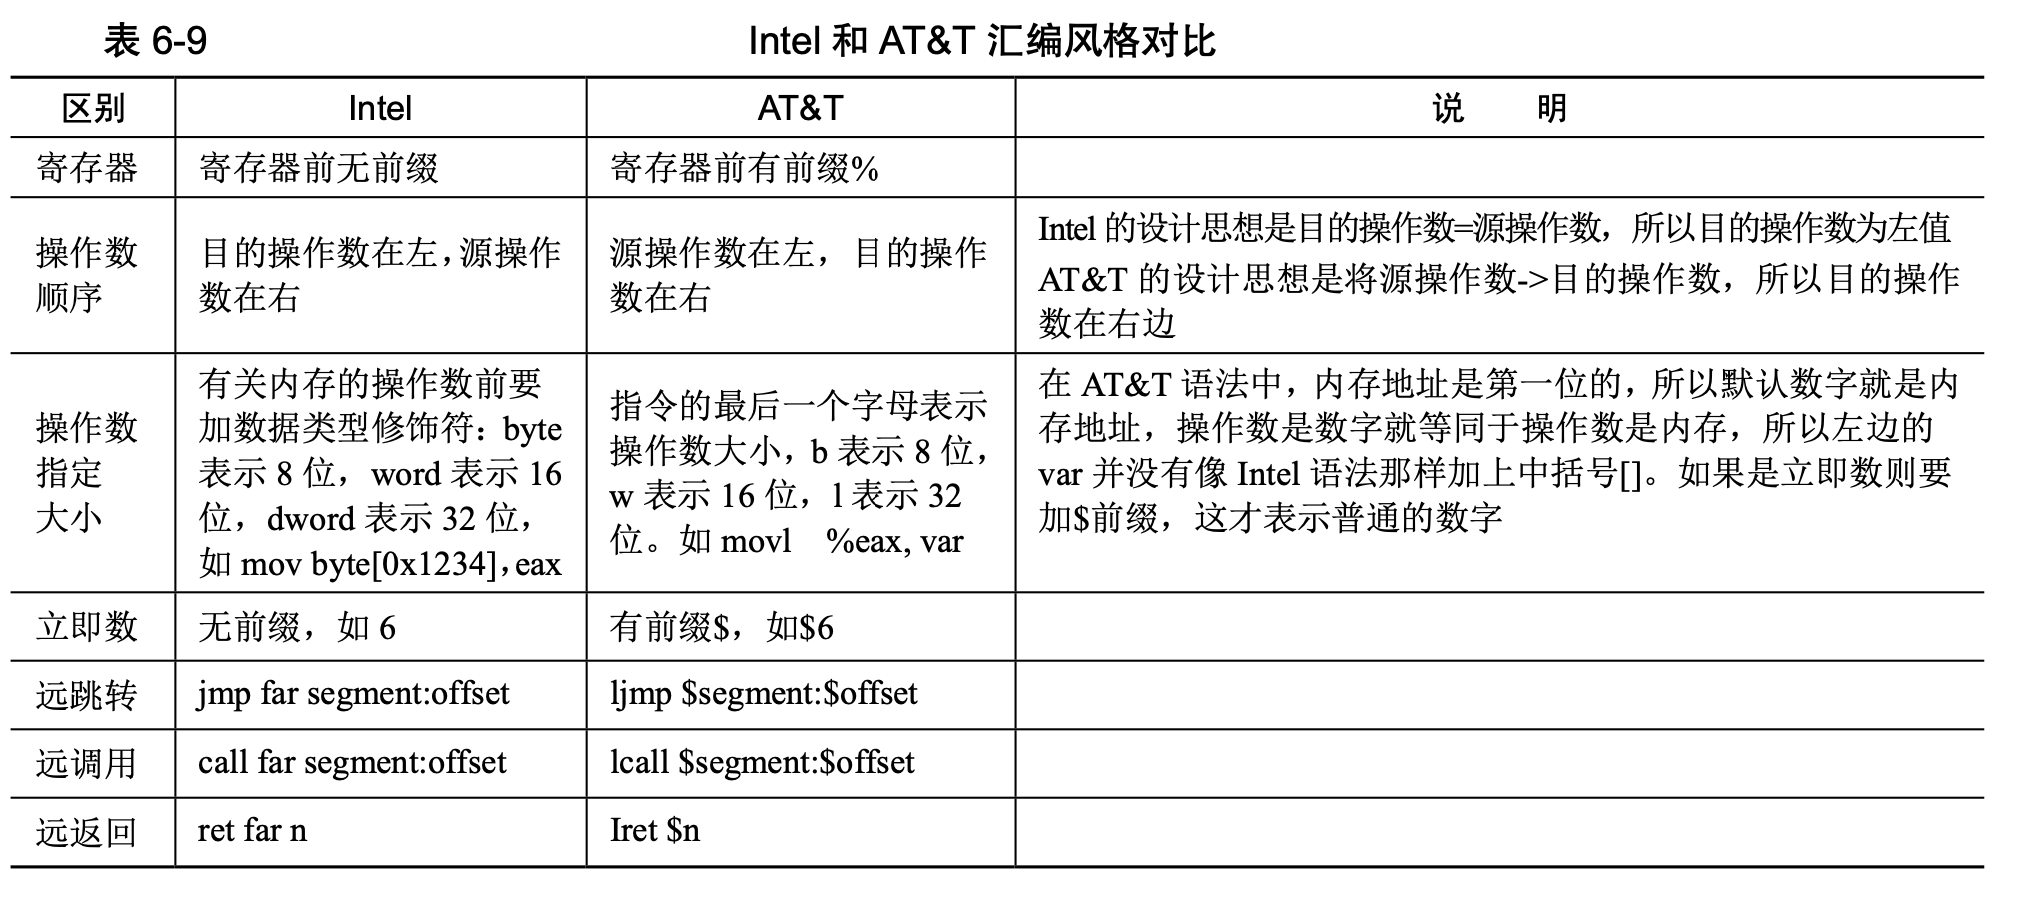 表 6-9
Intel 和 AT&T 汇编风格对比
区别 Intel AT&T 说 明
寄存器 寄存器前无前缀 寄存器前有前缀%
操作数
顺序
目的操作数在左，源操作
数在右
源操作数在左，目的操作
数在右
Intel 的设计思想是目的操作数=源操作数，所以目的操作数为左值
AT&T 的设计思想是将源操作数->目的操作数，所以目的操作
数在右边
操作数
指定
大小
有关内存的操作数前要
加数据类型修饰符：byte
表示 8 位，word 表示 16
位，dword 表示 32 位，
如 mov byte[0x1234]，eax
指令的最后一个字母表示
操作数大小，b 表示 8 位，
w 表示 16 位，l 表示 32
位。如 movl %eax, var
在 AT&T 语法中，内存地址是第一位的，所以默认数字就是内
存地址，操作数是数字就等同于操作数是内存，所以左边的
var 并没有像 Intel 语法那样加上中括号[]。如果是立即数则要
加$前缀，这才表示普通的数字
立即数 无前缀，如 6 有前缀$，如$6
远跳转 jmp far segment:offset ljmp $segment:$offset
远调用 call far segment:offset lcall $segment:$offset
远返回 ret far n Iret $n